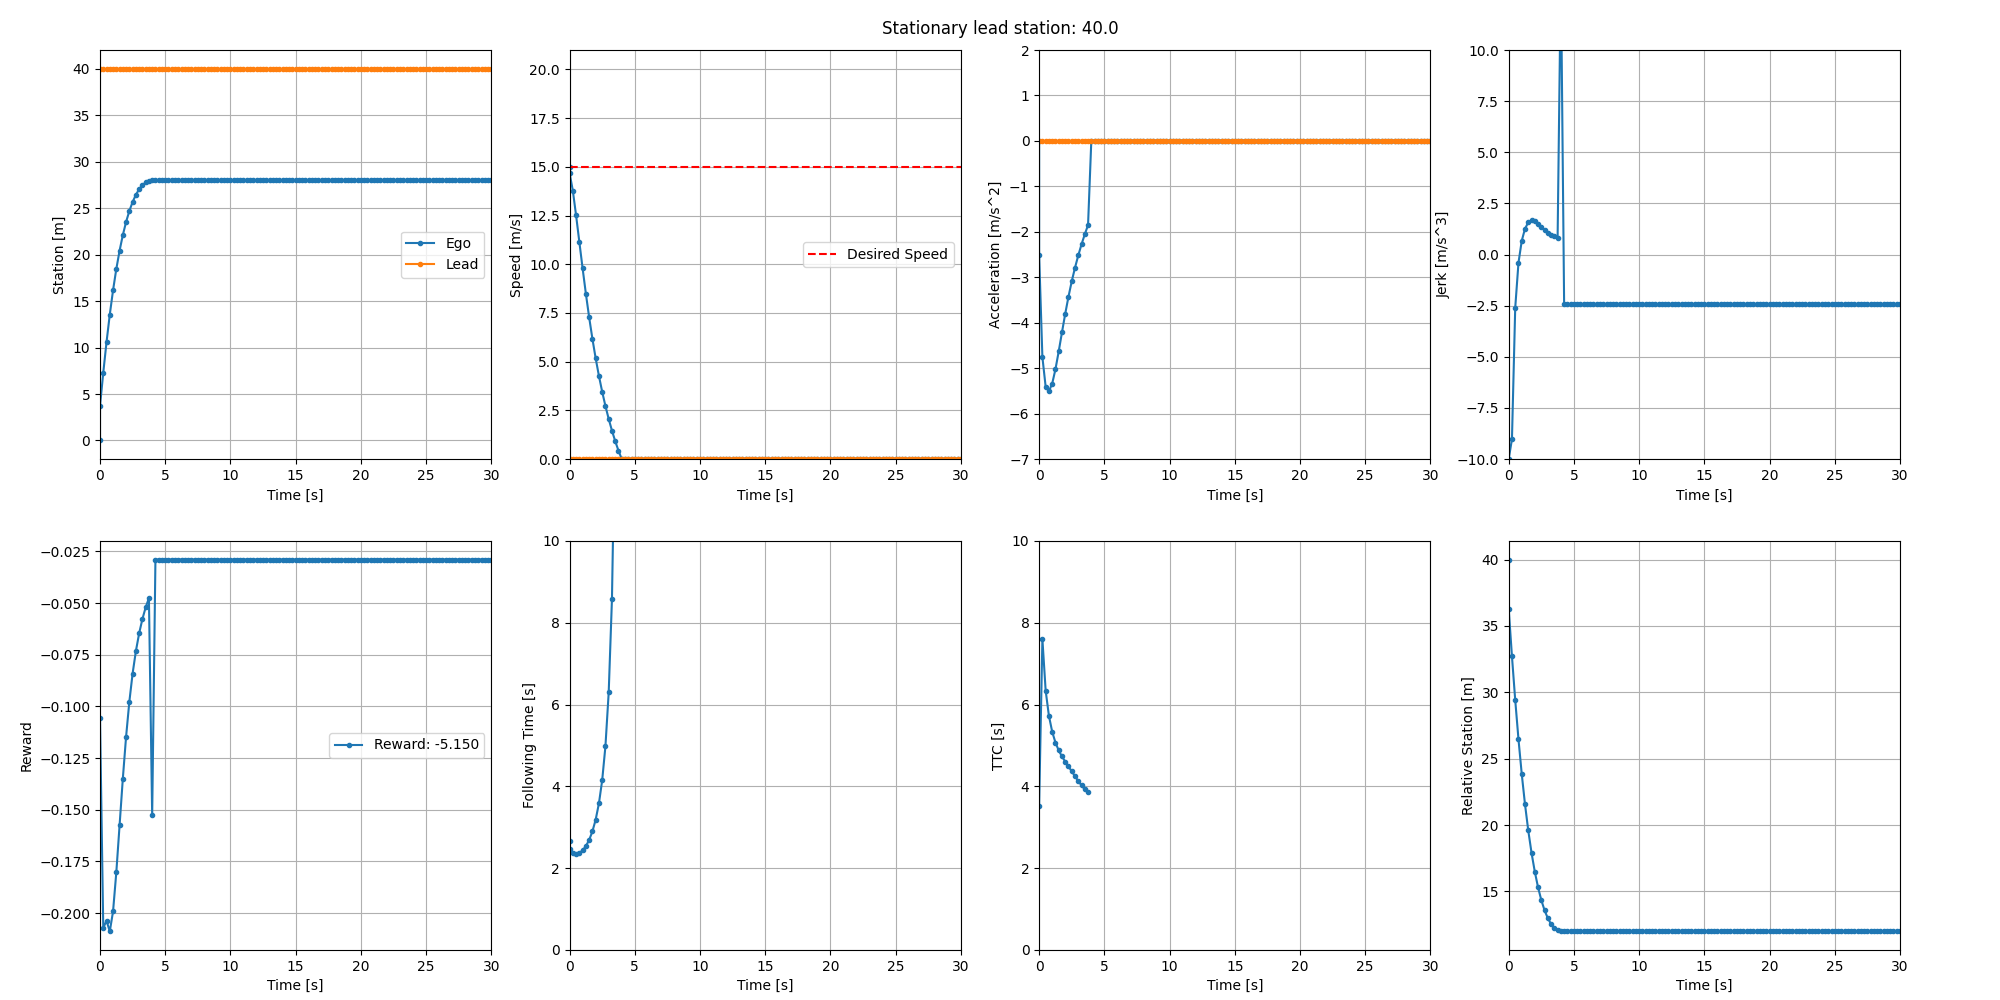 Stationary lead station: 40.0
40
35
30
25
20
15
10
5
0
Station [m]
Ego
Lead
0 5 10 15 20 25 30
Time [s]
20.0
17.5
15.0
12.5
10.0
7.5
5.0
2.5
0.0
Speed [m/s]
Desired Speed
0 5 10 15 20 25 30
Time [s]
2
1
0
−1
−2
−3
−4
−5
−6
−7
Acceleration [m/s^2]
0 5 10 15 20 25 30
Time [s]
10.0
7.5
5.0
2.5
0.0
−2.5
−5.0
−7.5
−10.0
Jerk [m/s^3]
0 5 10 15 20 25 30
Time [s]
−0.025
−0.050
−0.075
−0.100
−0.125
−0.150
−0.175
−0.200
Reward
Reward: -5.150
0 5 10 15 20 25 30
Time [s]
10
8
6
4
2
0
Following Time [s]
0 5 10 15 20 25 30
Time [s]
10
8
6
4
2
0
TTC [s]
0 5 10 15 20 25 30
Time [s]
40
35
30
25
20
15
Relative Station [m]
0 5 10 15 20 25 30
Time [s]